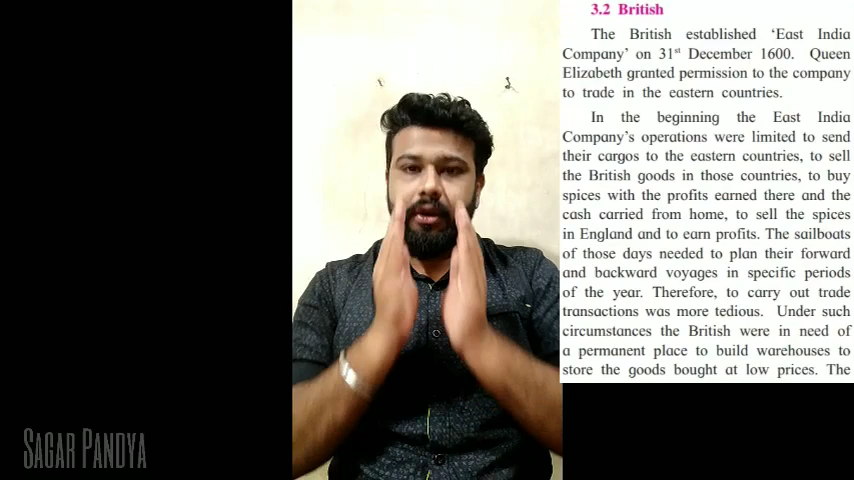 3.2 British
The British established ‘East India
Company’ on 31st December 1600. Queen
Elizabeth granted permission to the company
to trade in the eastern countries.
In the beginning the East India
Company’s operations were limited to send
their cargos to the eastern countries, to sell
the British goods in those countries, to buy
spices with the profits earned there and the
cash carried from home, to sell the spices
in England and to earn profits. The sailboats
of those days needed to plan their forward
and backward voyages in specific periods
of the year. Therefore, to carry out trade
transactions was more tedious. Under such
circumstances the British were in need of
a permanent place to build warehouses to
store the goods bought at low prices. The
SAGAR PANDYA